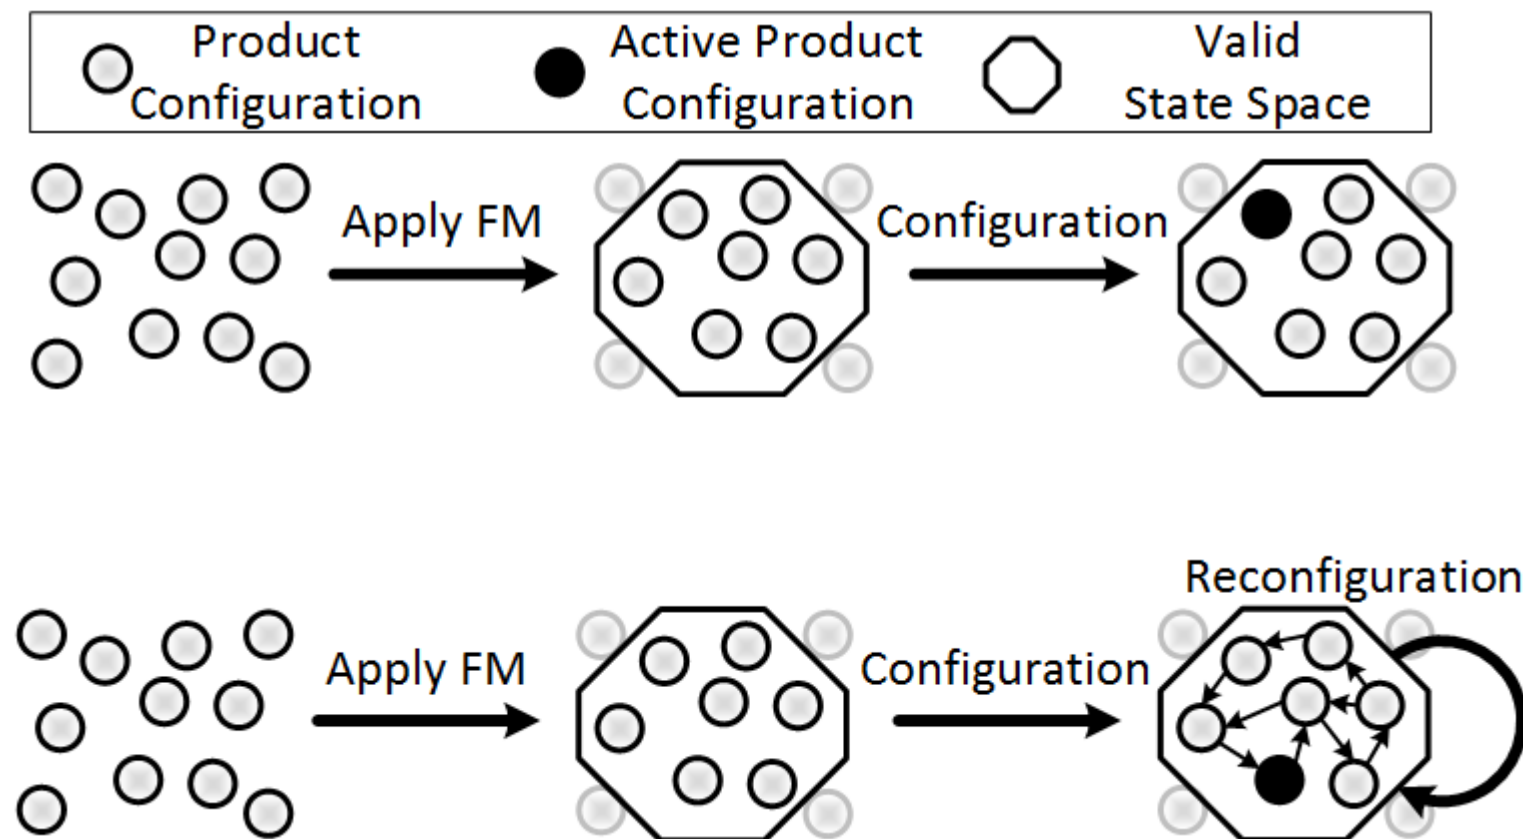 Product
Configuration
Active Product
Configuration
Valid
State Space
Apply FM
Configuration
Reconfiguration
Apply FM
Configuration